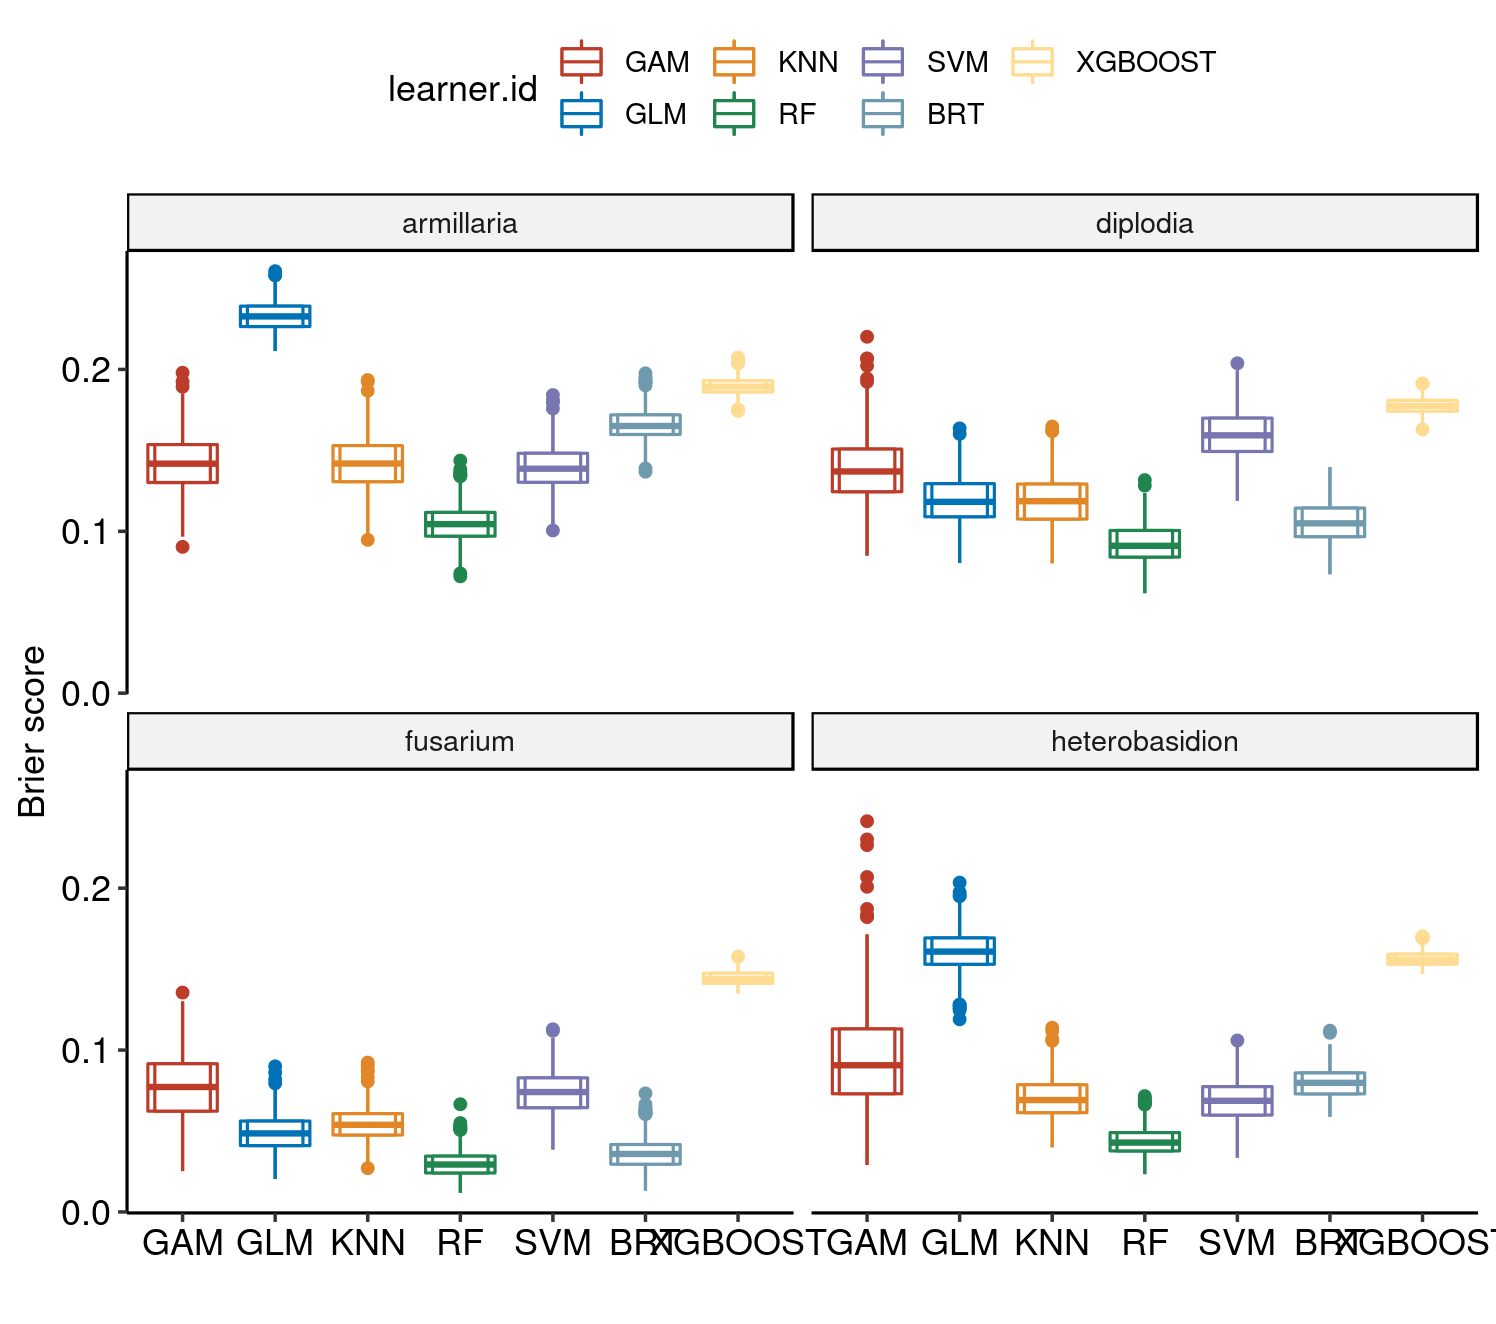 learner.id
GAM KNN SVM XGBOOST
GLM RF BRT
armillaria diplodia
0.2
0.1
0.0
Brier score
fusarium heterobasidion
0.2
0.1
0.0
GAM GLM KNN RF SVM BRT XGBOOST GAM GLM KNN RF SVM BRT XGBOOST